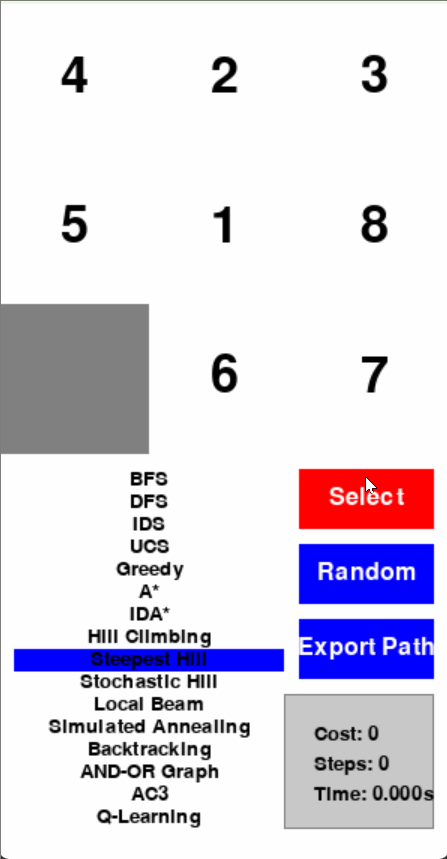 4 2 3
5 1 8
6 7
BFS
DFS
IDS
UCS
Greedy
A*
IDA*
Hill Climbing
Steepest Hill
Stochastic Hill
Local Beam
Simulated Annealing
Backtracking
AND-OR Graph
AC3
Q-Learning
Select
Random
Export Path
Cost: 0
Steps: 0
Time: 0.000s